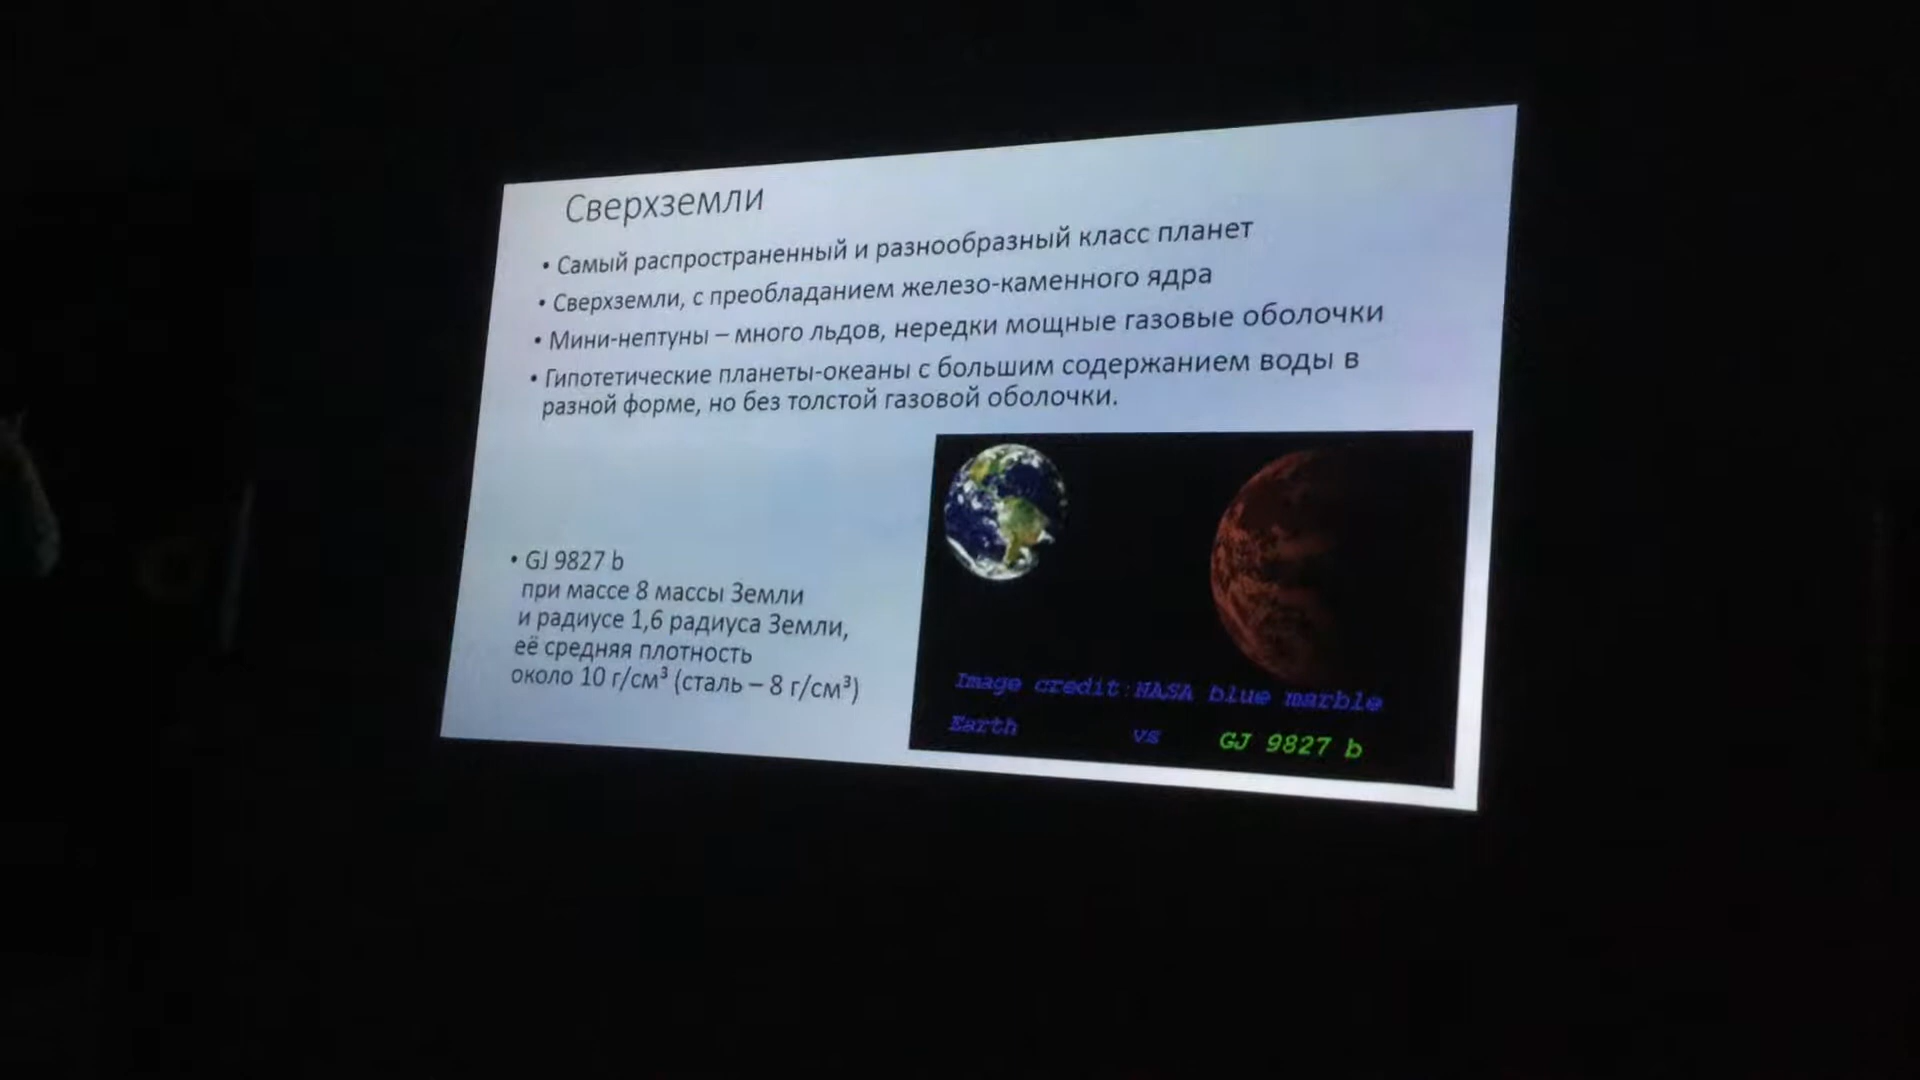 Сверхземли
• Самый распространенный и разнообразный класс планет
• Сверхземли, с преобладанием железо-каменного ядра
• Мини-нептуны – много льдов, нередки мощные газовые оболочки
• Гипотетические планеты-океаны с большим содержанием воды в
разной форме, но без толстой газовой оболочки.
• GJ 9827 b
при массе 8 массы Земли
и радиусе 1,6 радиуса Земли,
её средняя плотность
около 10 г/см³ (сталь – 8 г/см³)
Image credit:NASA blue marble
Earth vs GJ 9827 b